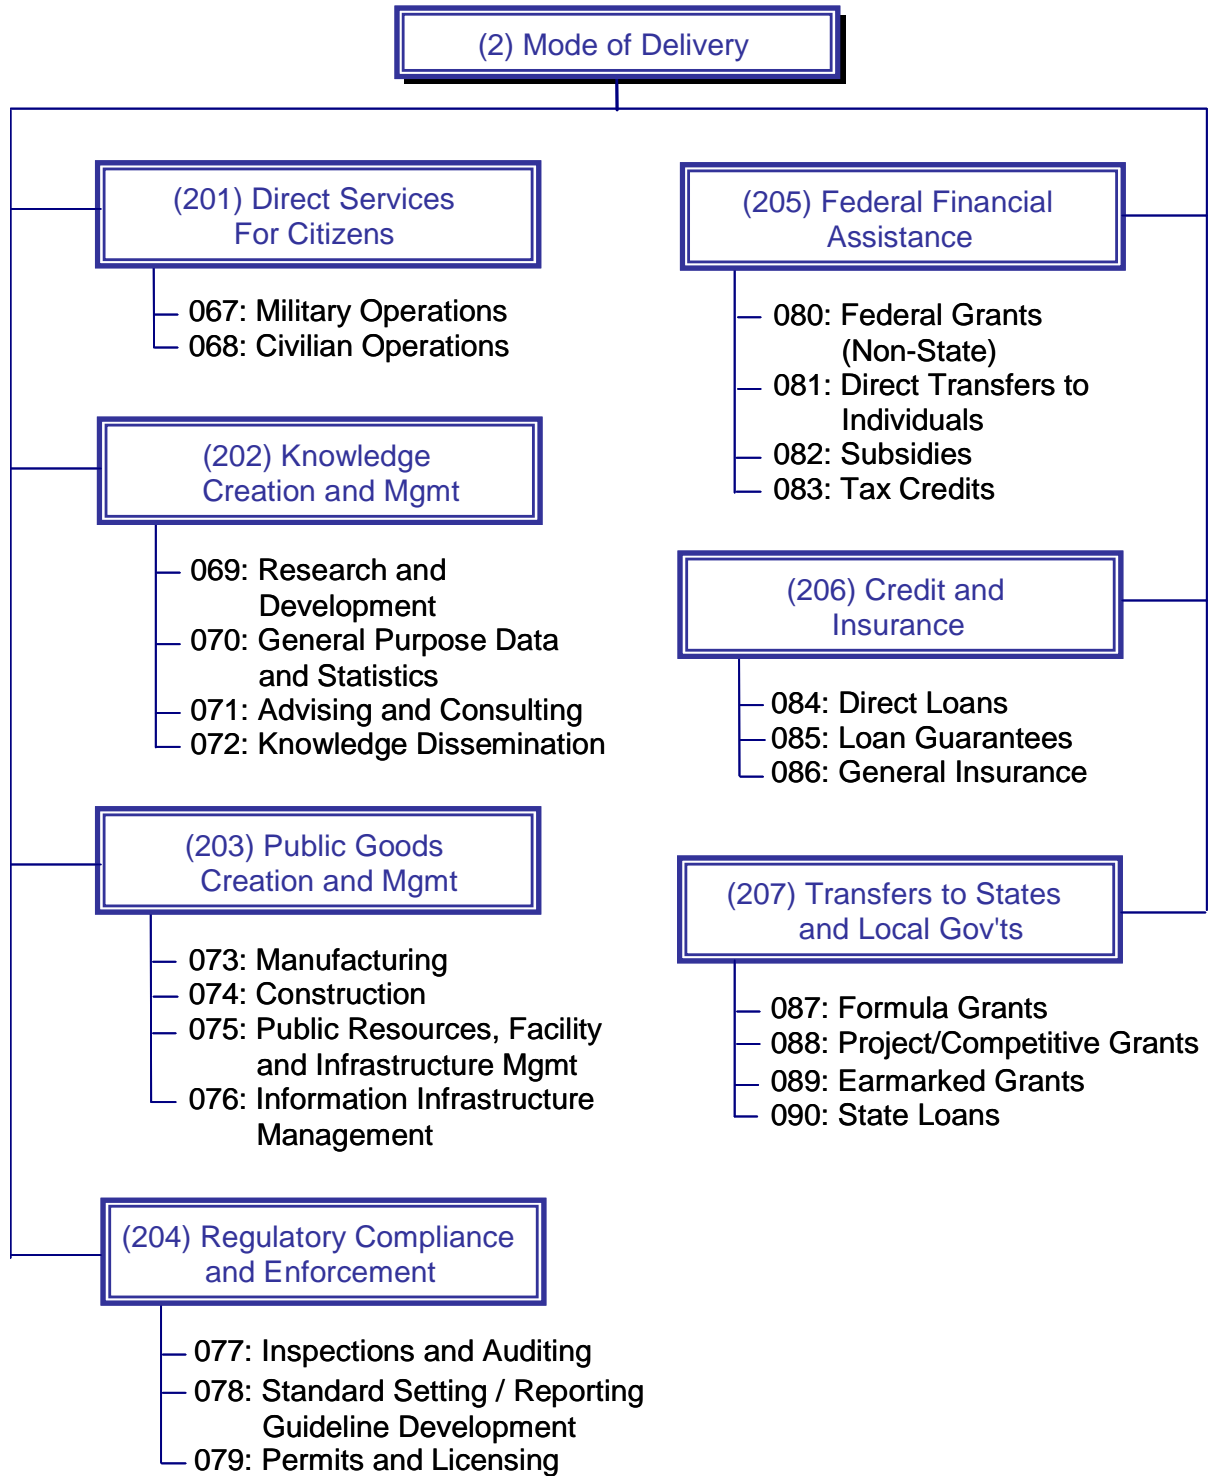 (2) Mode of Delivery
(201) Direct Services
For Citizens
067: Military Operations
068: Civilian Operations
(202) Knowledge
Creation and Mgmt
069: Research and
Development
070: General Purpose Data
and Statistics
071: Advising and Consulting
072: Knowledge Dissemination
(203) Public Goods
Creation and Mgmt
073: Manufacturing
074: Construction
075: Public Resources, Facility
and Infrastructure Mgmt
076: Information Infrastructure
Management
(204) Regulatory Compliance
and Enforcement
077: Inspections and Auditing
078: Standard Setting / Reporting
Guideline Development
079: Permits and Licensing
(205) Federal Financial
Assistance
080: Federal Grants
(Non-State)
081: Direct Transfers to
Individuals
082: Subsidies
083: Tax Credits
(206) Credit and
Insurance
084: Direct Loans
085: Loan Guarantees
086: General Insurance
(207) Transfers to States
and Local Gov'ts
087: Formula Grants
088: Project/Competitive Grants
089: Earmarked Grants
090: State Loans